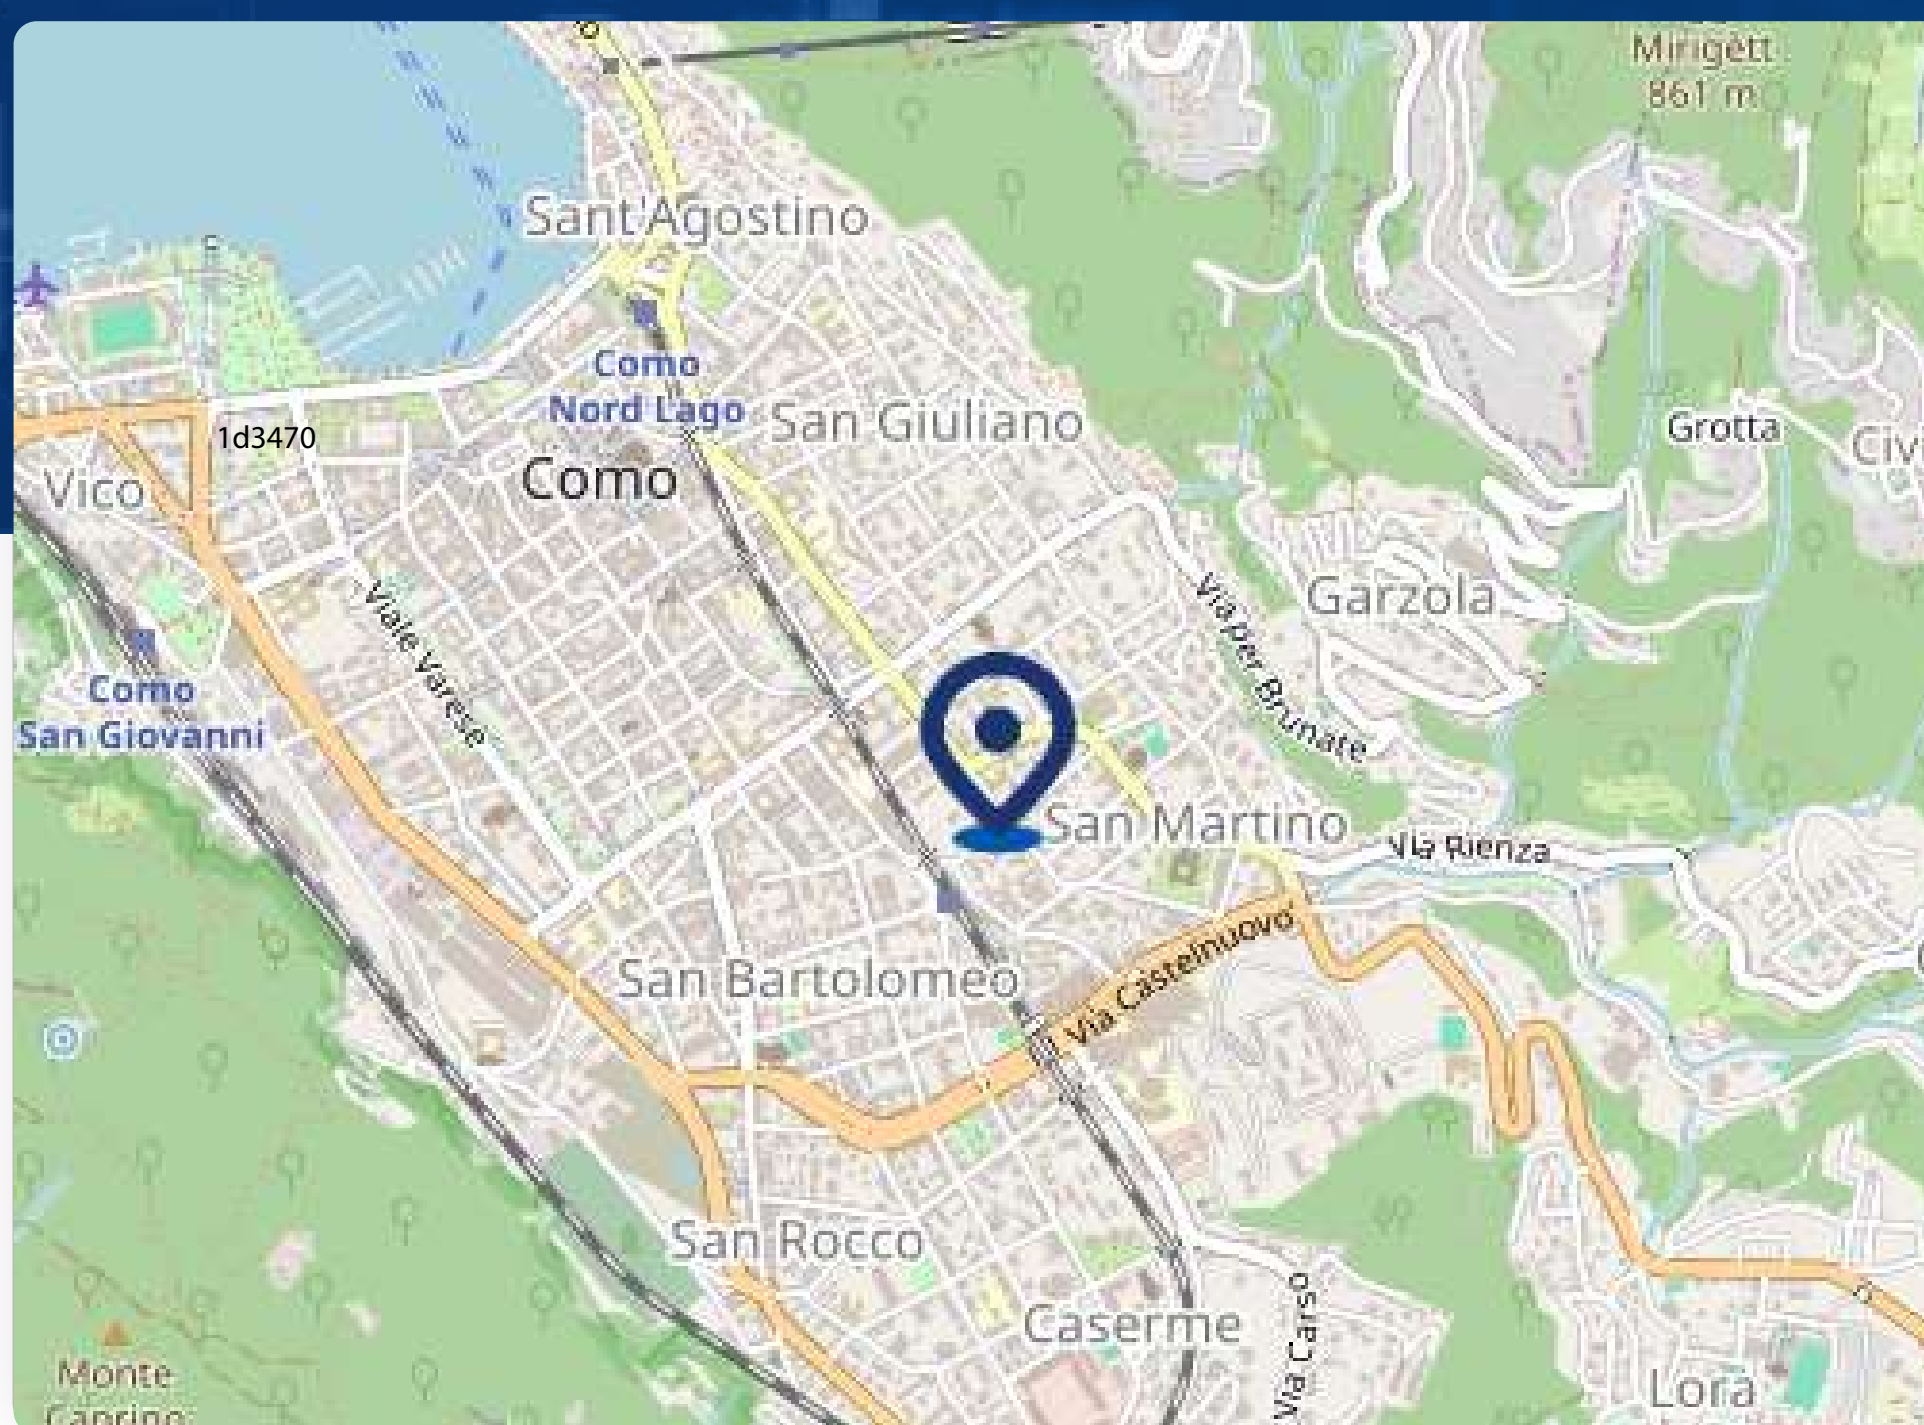 Mirigètt
861 m
Sant'Agostino
Como
Nord Lago
San Giuliano
Grotta
1d3470
Vico
Como
Garzola
Viale Varese
Via per Brunate
Como
San Giovanni
San Martino
Via Rienza
San Bartolomeo
Via Castelnuovo
San Rocco
Caserme
Via Carso
Monte
Lora